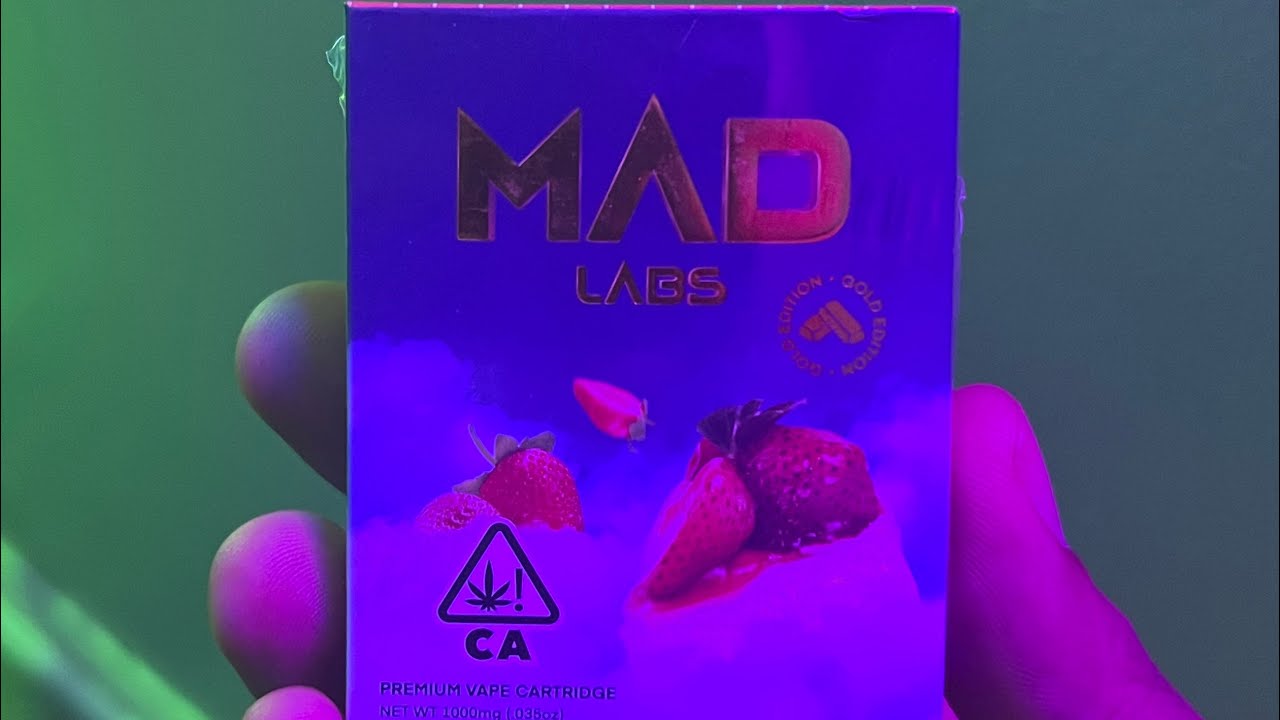 MAD
LABS
GOLD EDITION · GOLD EDITION ·
CA
PREMIUM VAPE CARTRIDGE
NET WT 1000mg (.035oz)